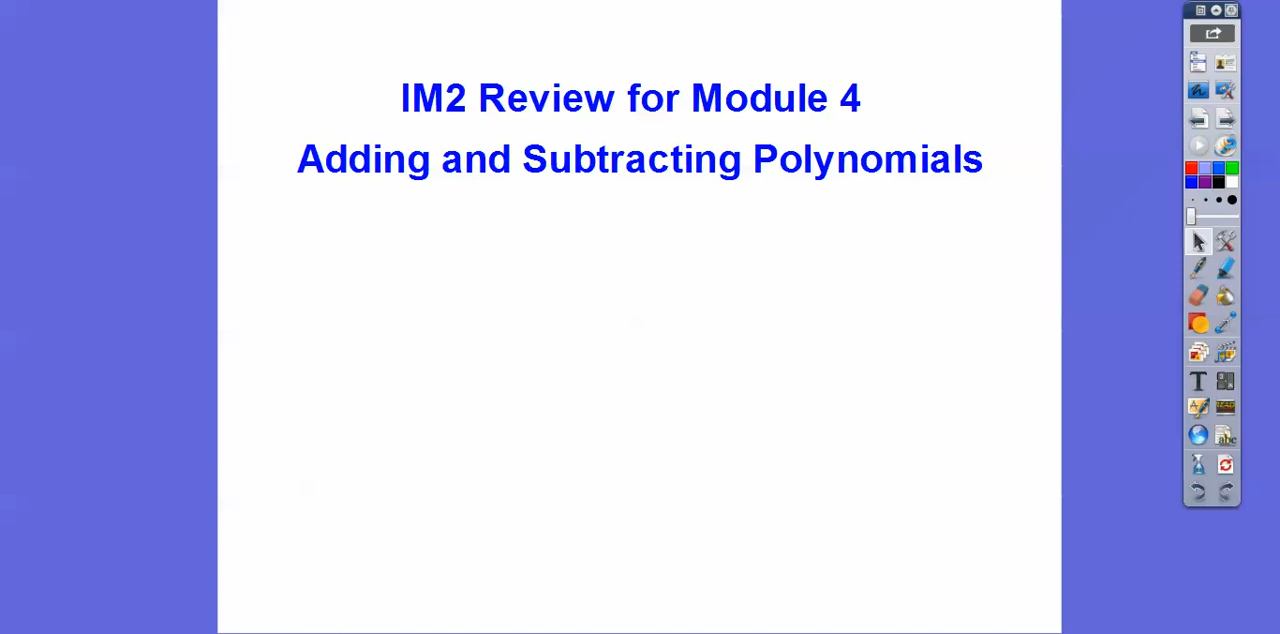 IM2 Review for Module 4
Adding and Subtracting Polynomials